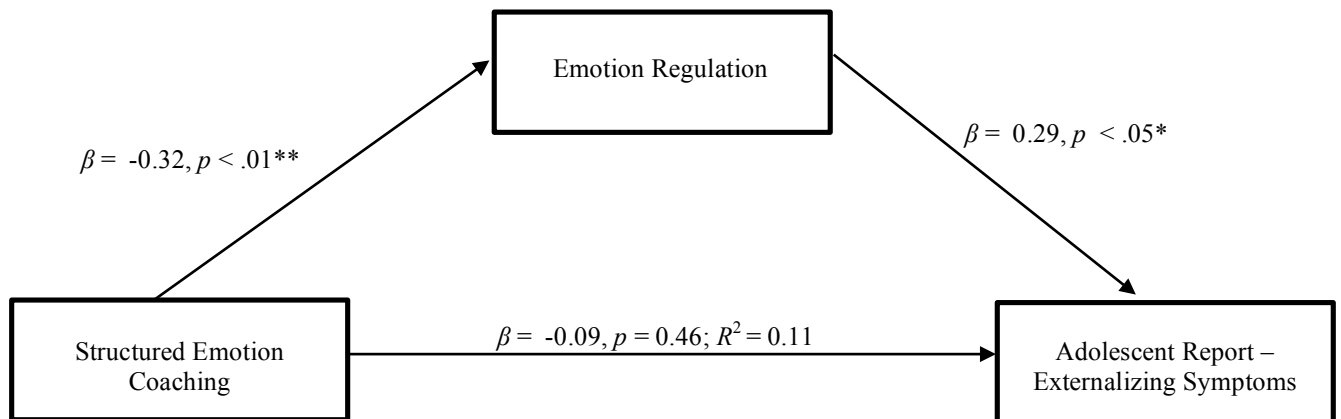 Emotion Regulation
β = -0.32, p < .01**
β = 0.29, p < .05*
Structured Emotion
Coaching
β = -0.09, p = 0.46; R² = 0.11
Adolescent Report –
Externalizing Symptoms